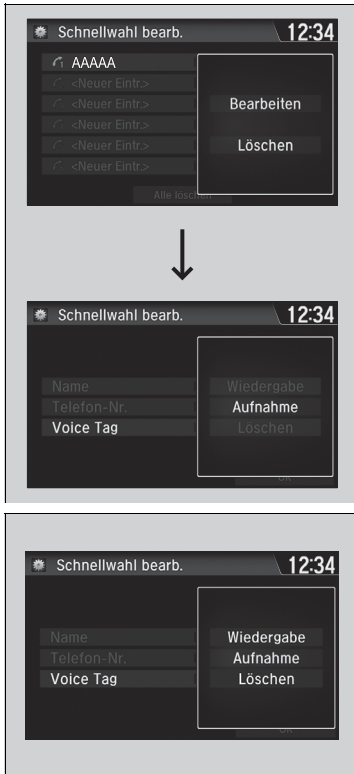 Schnellwahl bearb. 12:34
AAAAA
<Neuer Eintr.>
<Neuer Eintr.> Bearbeiten
<Neuer Eintr.>
<Neuer Eintr.> Löschen
<Neuer Eintr.>
Alle löschen
Schnellwahl bearb. 12:34
Name Wiedergabe
Telefon-Nr. Aufnahme
Voice Tag Löschen
OK
Schnellwahl bearb. 12:34
Name Wiedergabe
Telefon-Nr. Aufnahme
Voice Tag Löschen
OK